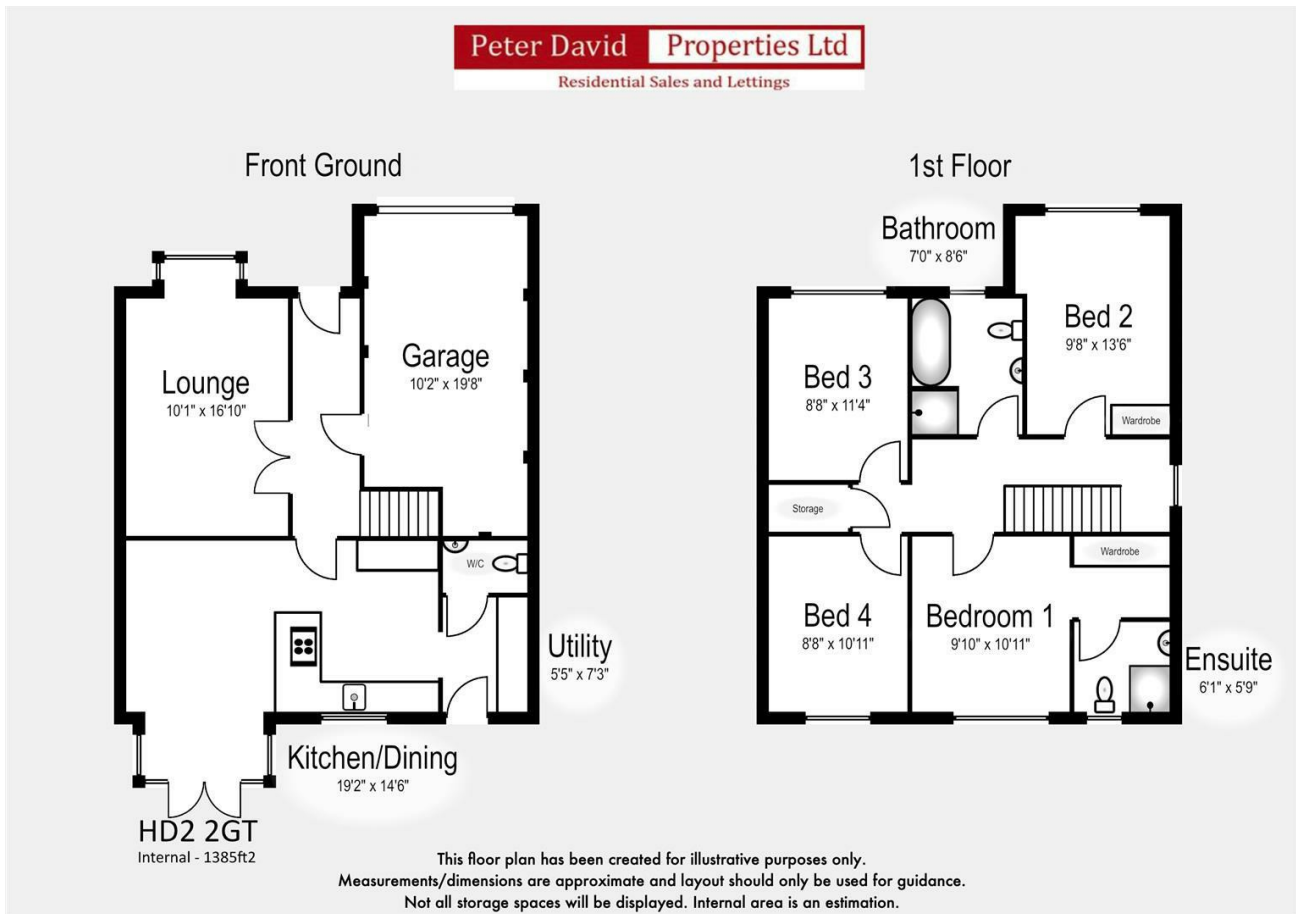 Peter David Properties Ltd
Residential Sales and Lettings
Front Ground
Lounge
10'1" x 16'10"
Garage
10'2" x 19'8"
W/C
Utility
5'5" x 7'3"
Kitchen/Dining
19'2" x 14'6"
HD2 2GT
Internal - 1385ft2
1st Floor
Bathroom
7'0" x 8'6"
Bed 2
9'8" x 13'6"
Wardrobe
Bed 3
8'8" x 11'4"
Storage
Wardrobe
Bed 4
8'8" x 10'11"
Bedroom 1
9'10" x 10'11"
Ensuite
6'1" x 5'9"
This floor plan has been created for illustrative purposes only.
Measurements/dimensions are approximate and layout should only be used for guidance.
Not all storage spaces will be displayed. Internal area is an estimation.